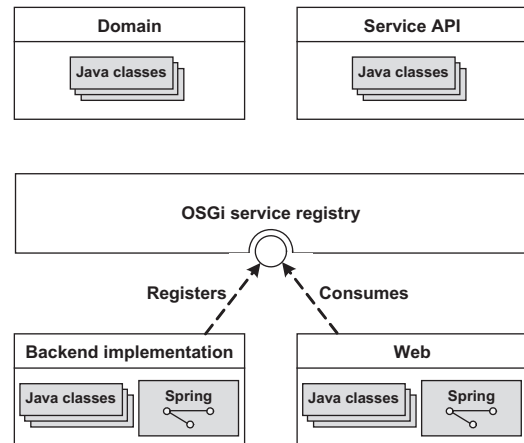 Domain
Service API
Java classes
Java classes
OSGi service registry
Registers
Consumes
Backend implementation
Web
Java classes
Spring
Java classes
Spring